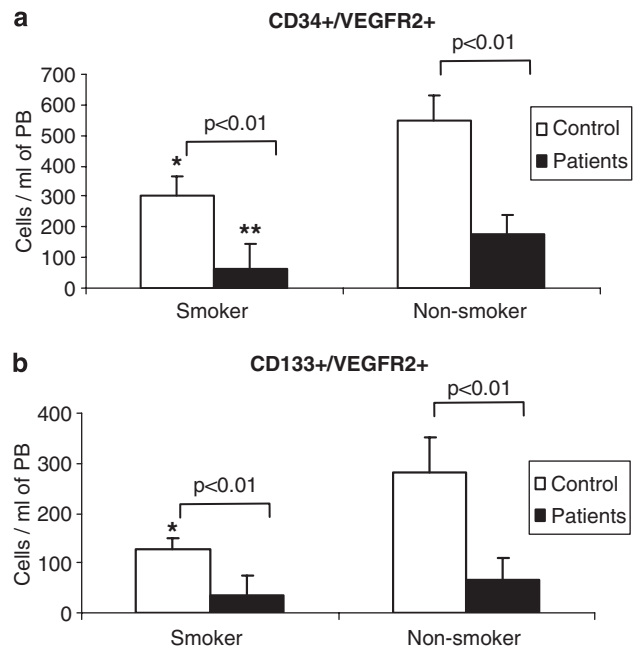 a
CD34+/VEGFR2+
p<0.01
700
600
500
400
300
200
100
0
Cells / ml of PB
p<0.01
*
**
Control
Patients
Smoker
Non-smoker
b
CD133+/VEGFR2+
p<0.01
400
300
200
100
0
Cells / ml of PB
p<0.01
*
Control
Patients
Smoker
Non-smoker